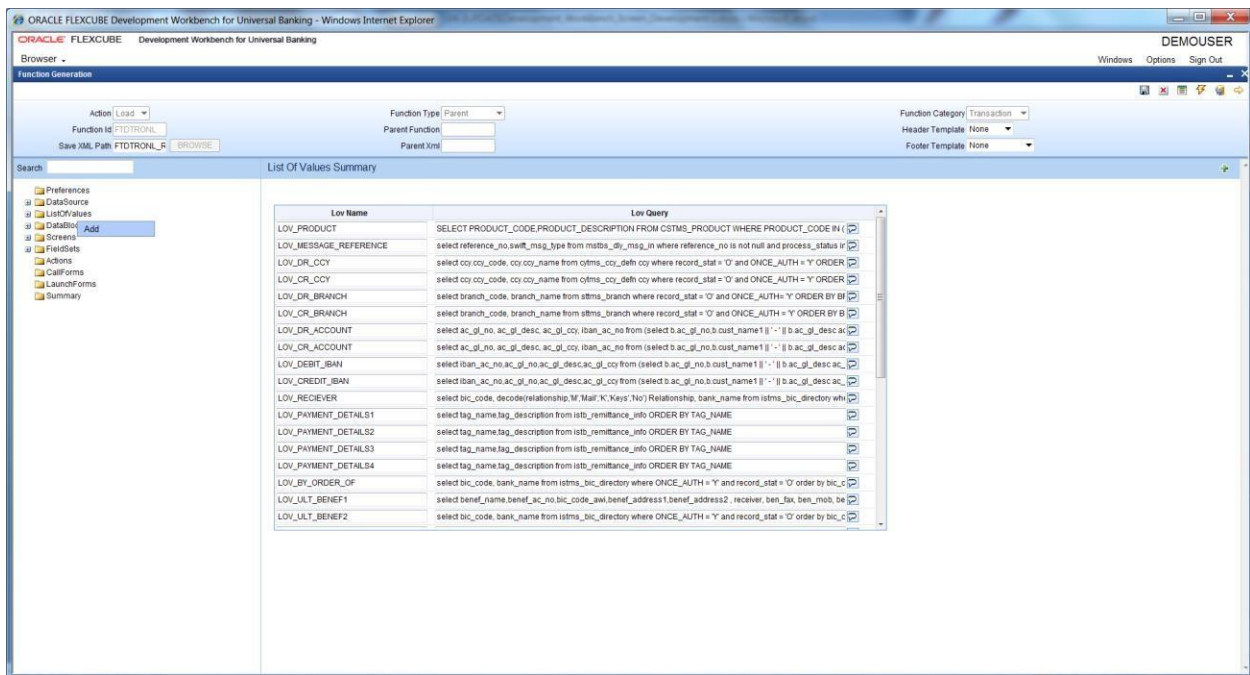 ORACLE FLEXCUBE Development Workbench for Universal Banking - Windows Internet Explorer
ORACLE FLEXCUBE Development Workbench for Universal Banking
DEMOUSER
Browser
Windows Options Sign Out
Function Generation
Action Load Function Type Parent Function Category Transaction
Function Id FTDTRONL Parent Function Header Template None
Save XML Path FTDTRONL_R BROWSE Parent Xml Footer Template None
Search List Of Values Summary
Preferences
DataSource
ListOfValues
DataBloc
Add
Screens
FieldSets
Actions
CallForms
LaunchForms
Summary
Lov Name Lov Query
LOV_PRODUCT SELECT PRODUCT_CODE,PRODUCT_DESCRIPTION FROM CSTMS_PRODUCT WHERE PRODUCT_CODE IN (
LOV_MESSAGE_REFERENCE select reference_no,swift_msg_type from mstbs_dly_msg_in where reference_no is not null and process_status in
LOV_DR_CCY select ccy.ccy_code, ccy.ccy_name from cytms_ccy_defn ccy where record_stat = 'O' and ONCE_AUTH = 'Y' ORDER
LOV_CR_CCY select ccy.ccy_code, ccy.ccy_name from cytms_ccy_defn ccy where record_stat = 'O' and ONCE_AUTH = 'Y' ORDER
LOV_DR_BRANCH select branch_code, branch_name from sttms_branch where record_stat = 'O' and ONCE_AUTH= 'Y' ORDER BY
LOV_CR_BRANCH select branch_code, branch_name from sttms_branch where record_stat = 'O' and ONCE_AUTH = 'Y' ORDER BY B
LOV_DR_ACCOUNT select ac_gl_no, ac_gl_desc, ac_gl_ccy, iban_ac_no from (select b.ac_gl_no,b.cust_name1 || ' - ' || b.ac_gl_desc ac
LOV_CR_ACCOUNT select ac_gl_no, ac_gl_desc, ac_gl_ccy, iban_ac_no from (select b.ac_gl_no,b.cust_name1 || ' - ' || b.ac_gl_desc ac
LOV_DEBIT_IBAN select iban_ac_no,ac_gl_no,ac_gl_desc,ac_gl_ccy from (select b.ac_gl_no,b.cust_name1 || ' - ' || b.ac_gl_desc ac_
LOV_CREDIT_IBAN select iban_ac_no,ac_gl_no,ac_gl_desc,ac_gl_ccy from (select b.ac_gl_no,b.cust_name1 || ' - ' || b.ac_gl_desc ac_
LOV_RECIEVER select bic_code, decode(relationship,'M','Mail','K','Keys','No') Relationship, bank_name from istms_bic_directory whe
LOV_PAYMENT_DETAILS1 select tag_name,tag_description from istb_remittance_info ORDER BY TAG_NAME
LOV_PAYMENT_DETAILS2 select tag_name,tag_description from istb_remittance_info ORDER BY TAG_NAME
LOV_PAYMENT_DETAILS3 select tag_name,tag_description from istb_remittance_info ORDER BY TAG_NAME
LOV_PAYMENT_DETAILS4 select tag_name,tag_description from istb_remittance_info ORDER BY TAG_NAME
LOV_BY_ORDER_OF select bic_code, bank_name from istms_bic_directory where ONCE_AUTH = 'Y' and record_stat = 'O' order by bic_c
LOV_ULT_BENEF1 select benef_name,benef_ac_no,bic_code_awi,benef_address1,benef_address2 , receiver, ben_fax, ben_mob, be
LOV_ULT_BENEF2 select bic_code, bank_name from istms_bic_directory where ONCE_AUTH = 'Y' and record_stat = 'O' order by bic_c